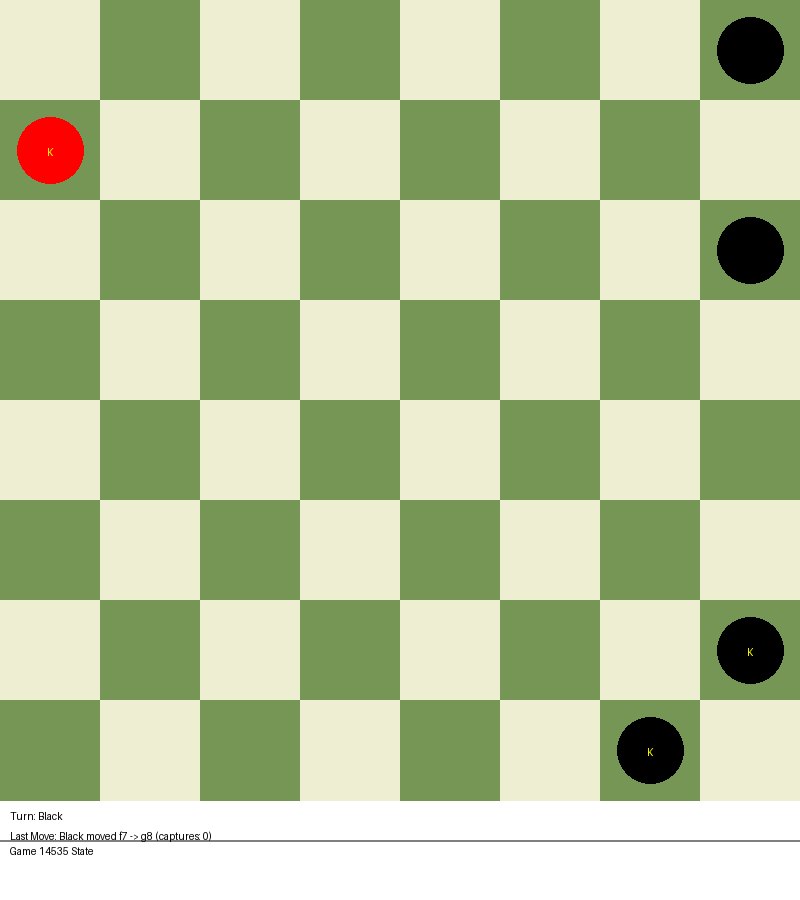 K
K
K
Turn: Black
Last Move: Black moved f7 -> g8 (captures: 0)
Game 14535 State